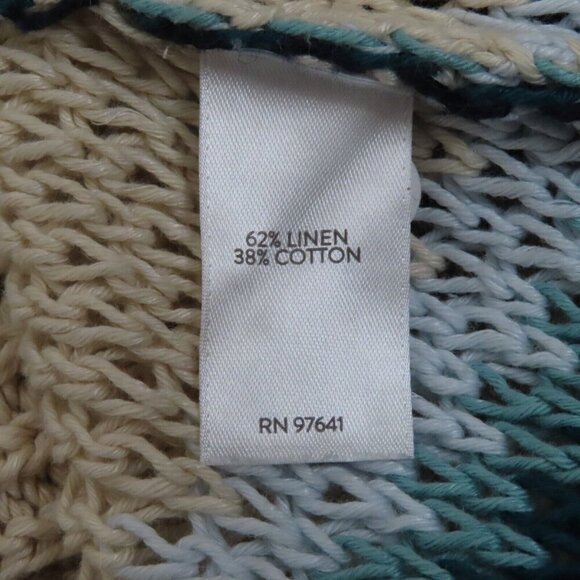 62% LINEN
38% COTTON
RN 97641